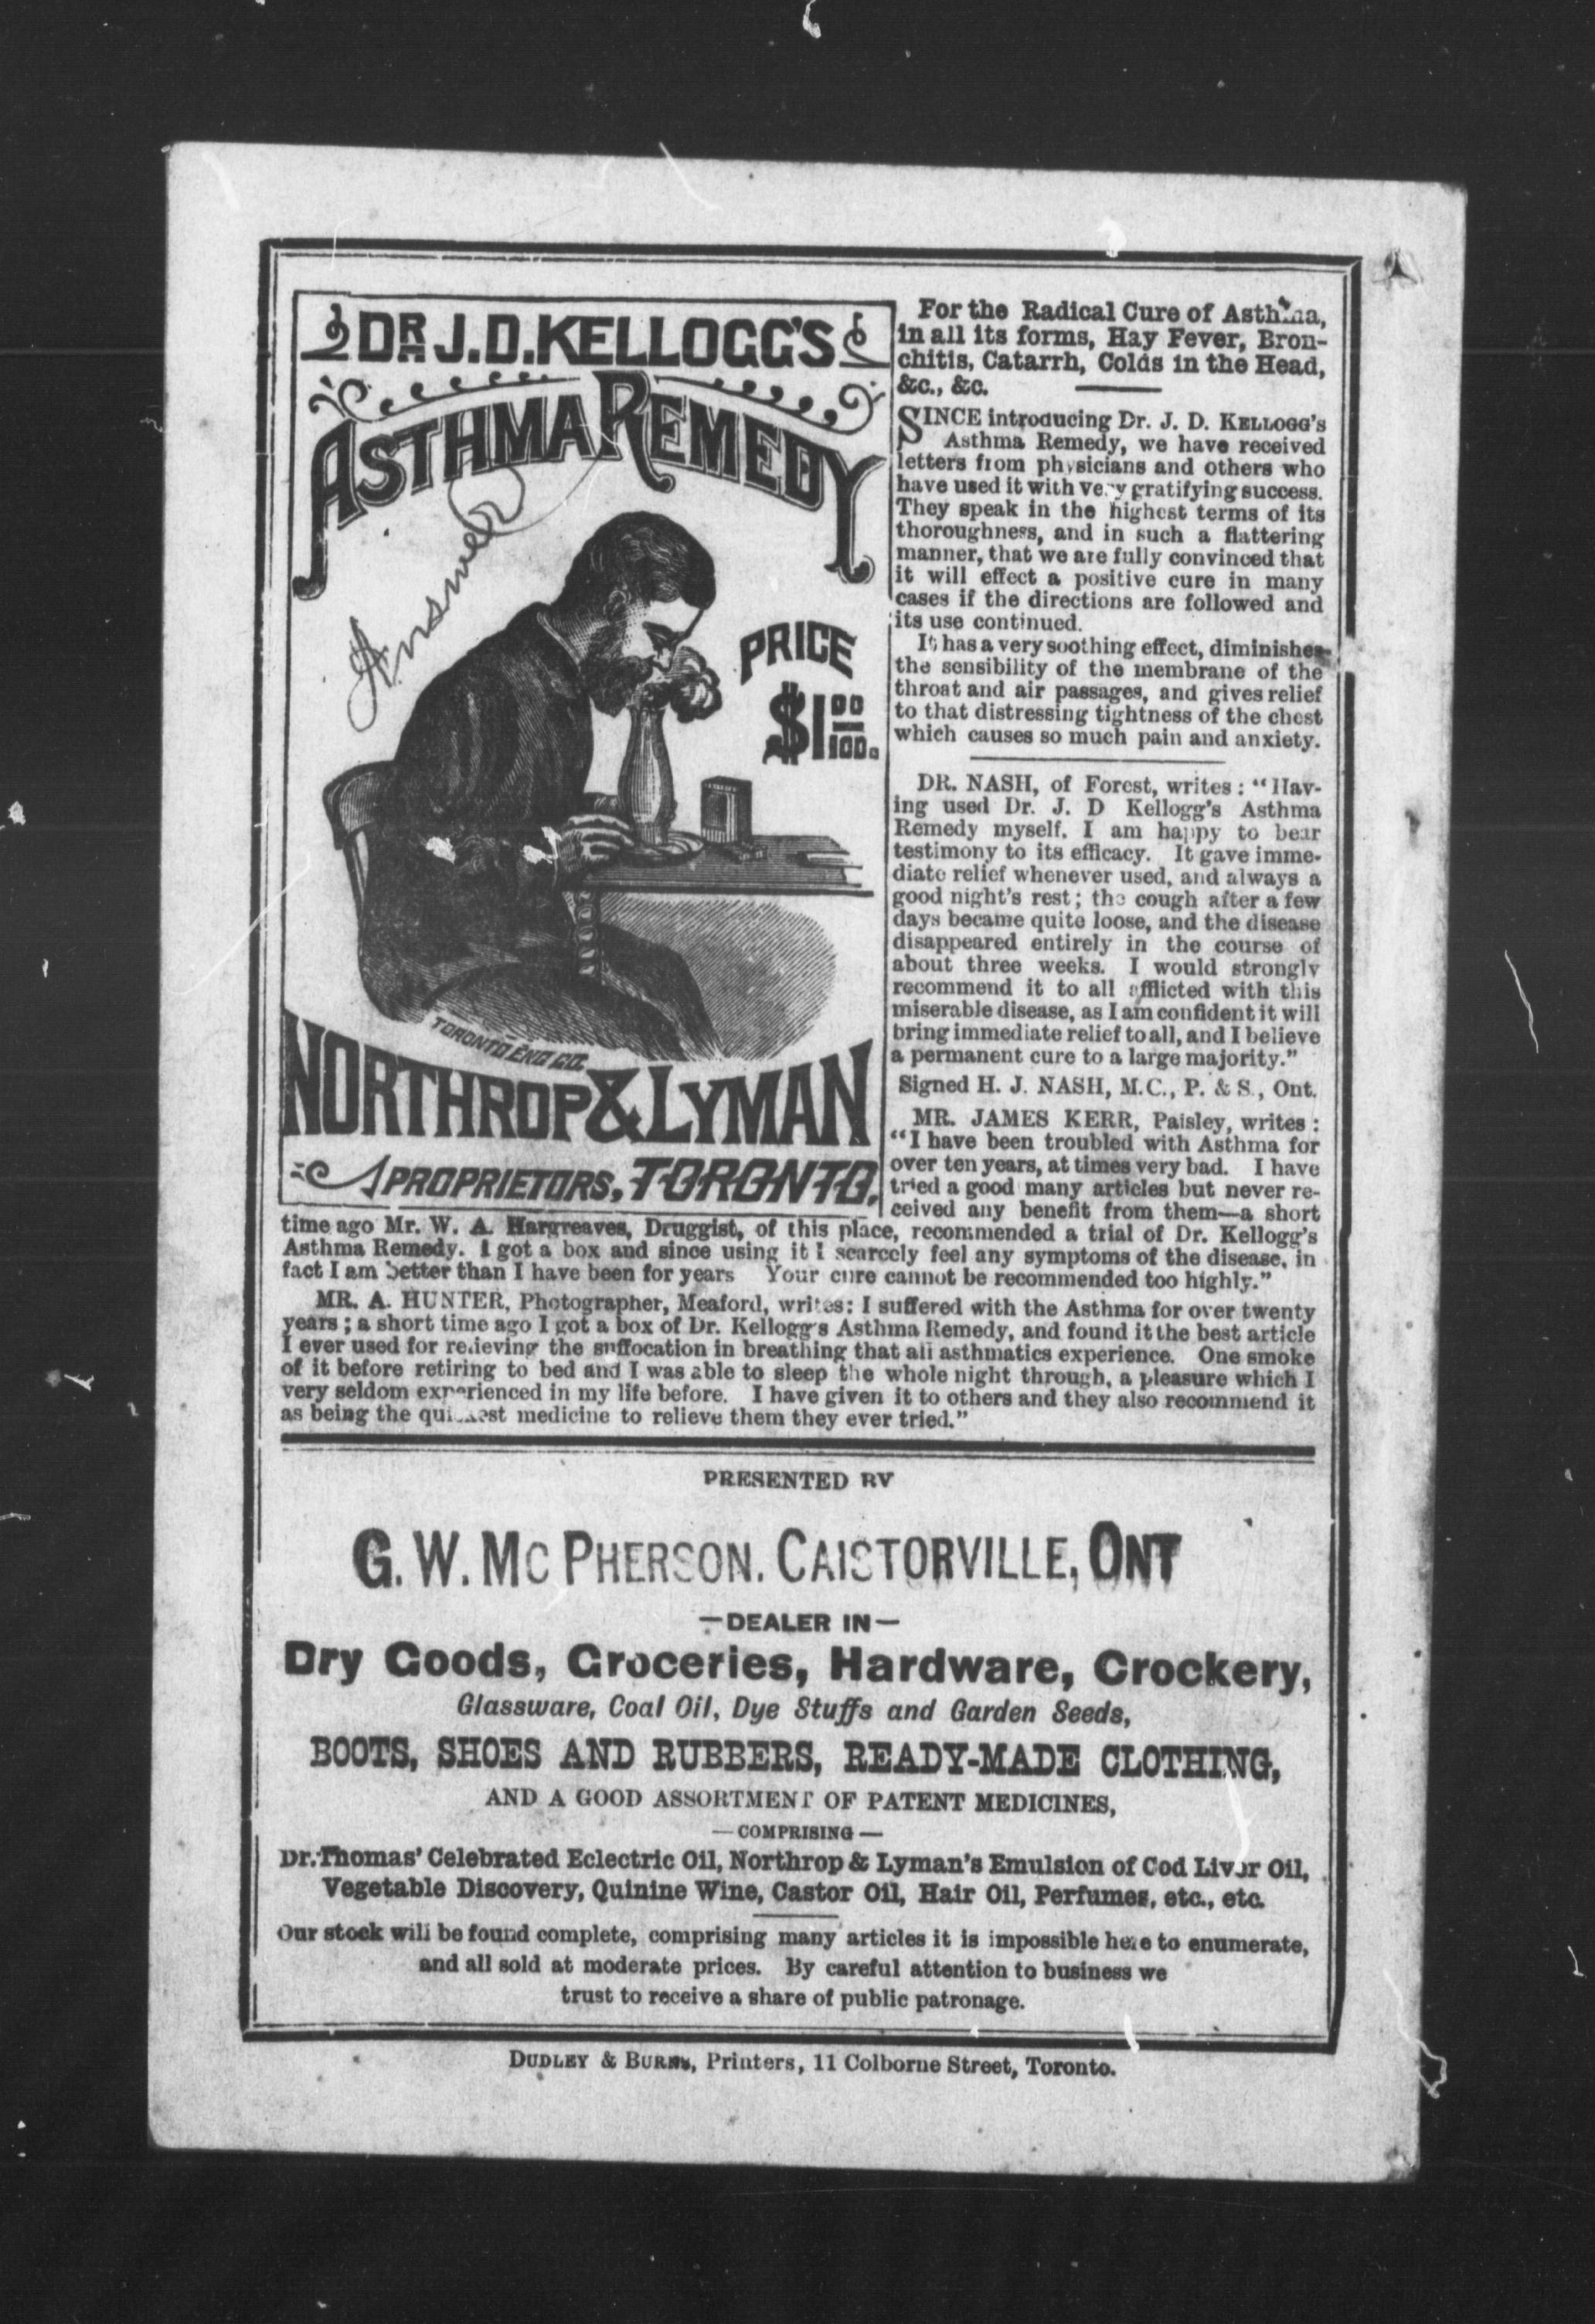 DR. J.D. KELLOGG'S
ASTHMA REMEDY
Answered
PRICE
$1 00/100.
TORONTO ENG CO.
NORTHROP & LYMAN
PROPRIETORS, TORONTO,
For the Radical Cure of Asthma,
in all its forms, Hay Fever, Bron-
chitis, Catarrh, Colds in the Head,
&c., &c.
SINCE introducing Dr. J. D. KELLOGG's
Asthma Remedy, we have received
letters from physicians and others who
have used it with very gratifying success.
They speak in the highest terms of its
thoroughness, and in such a flattering
manner, that we are fully convinced that
it will effect a positive cure in many
cases if the directions are followed and
its use continued.
It has a very soothing effect, diminishes
the sensibility of the membrane of the
throat and air passages, and gives relief
to that distressing tightness of the chest
which causes so much pain and anxiety.
DR. NASH, of Forest, writes: "Hav-
ing used Dr. J. D Kellogg's Asthma
Remedy myself, I am happy to bear
testimony to its efficacy. It gave imme-
diate relief whenever used, and always a
good night's rest; the cough after a few
days became quite loose, and the disease
disappeared entirely in the course of
about three weeks. I would strongly
recommend it to all afflicted with this
miserable disease, as I am confident it will
bring immediate relief to all, and I believe
a permanent cure to a large majority."
Signed H. J. NASH, M.C., P. & S., Ont.
MR. JAMES KERR, Paisley, writes:
"I have been troubled with Asthma for
over ten years, at times very bad. I have
tried a good many articles but never re-
ceived any benefit from them—a short
time ago Mr. W. A. Hargreaves, Druggist, of this place, recommended a trial of Dr. Kellogg's
Asthma Remedy. I got a box and since using it I scarcely feel any symptoms of the disease, in
fact I am better than I have been for years Your cure cannot be recommended too highly."
MR. A. HUNTER, Photographer, Meaford, writes: I suffered with the Asthma for over twenty
years; a short time ago I got a box of Dr. Kellogg's Asthma Remedy, and found it the best article
I ever used for relieving the suffocation in breathing that all asthmatics experience. One smoke
of it before retiring to bed and I was able to sleep the whole night through, a pleasure which I
very seldom experienced in my life before. I have given it to others and they also recommend it
as being the quickest medicine to relieve them they ever tried."
PRESENTED BY
G. W. MCPHERSON. CAISTORVILLE, ONT
—DEALER IN—
Dry Goods, Groceries, Hardware, Crockery,
Glassware, Coal Oil, Dye Stuffs and Garden Seeds,
BOOTS, SHOES AND RUBBERS, READY-MADE CLOTHING,
AND A GOOD ASSORTMENT OF PATENT MEDICINES,
—COMPRISING—
Dr. Thomas' Celebrated Eclectric Oil, Northrop & Lyman's Emulsion of Cod Liver Oil,
Vegetable Discovery, Quinine Wine, Castor Oil, Hair Oil, Perfumes, etc., etc.
Our stock will be found complete, comprising many articles it is impossible here to enumerate,
and all sold at moderate prices. By careful attention to business we
trust to receive a share of public patronage.
DUDLEY & BURNS, Printers, 11 Colborne Street, Toronto.